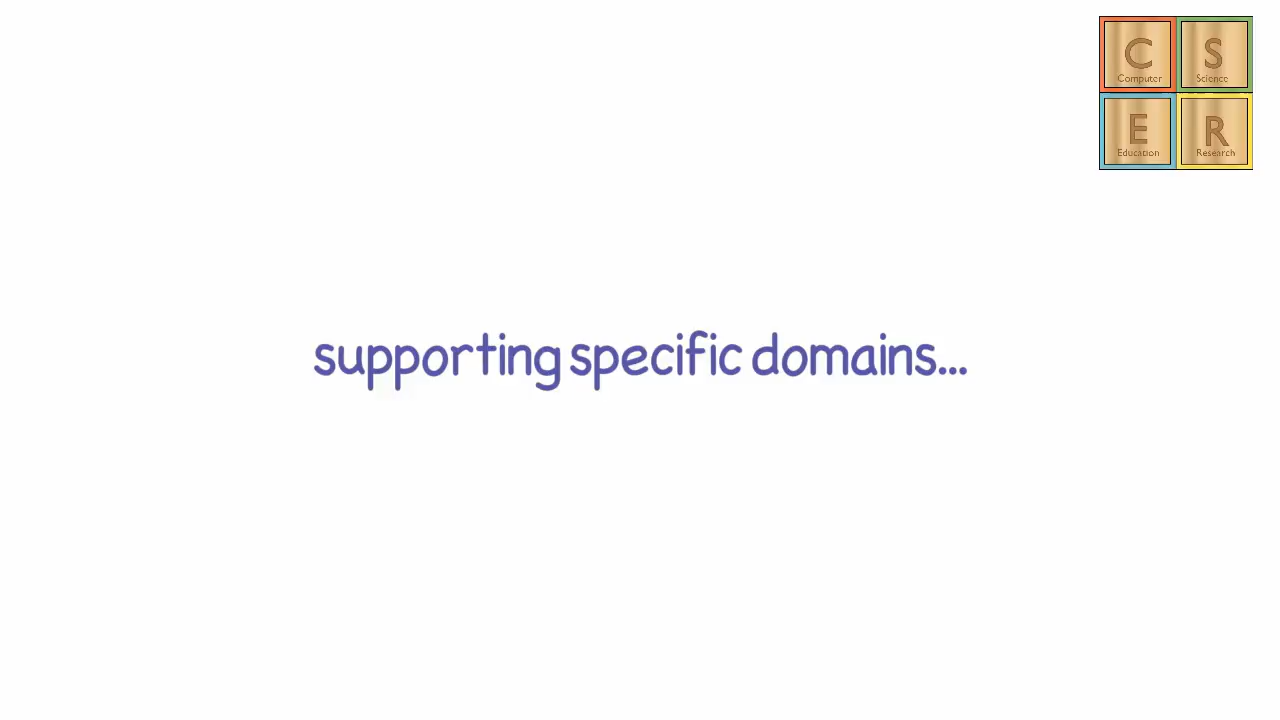 C S
Computer Science
E R
Education Research
supporting specific domains...